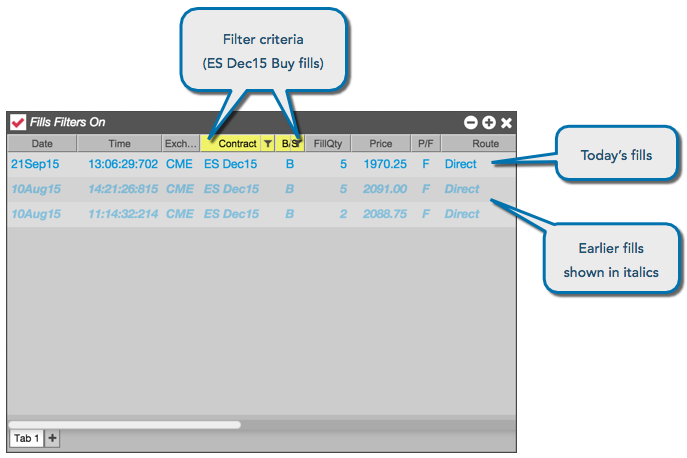 Filter criteria
(ES Dec15 Buy fills)
Fills Filters On
Date Time Exch... Contract B/S FillQty Price P/F Route
21Sep15 13:06:29:702 CME ES Dec15 B 5 1970.25 F Direct
10Aug15 14:21:26:815 CME ES Dec15 B 5 2091.00 F Direct
10Aug15 11:14:32:214 CME ES Dec15 B 2 2088.75 F Direct
Today's fills
Earlier fills
shown in italics
Tab 1 +